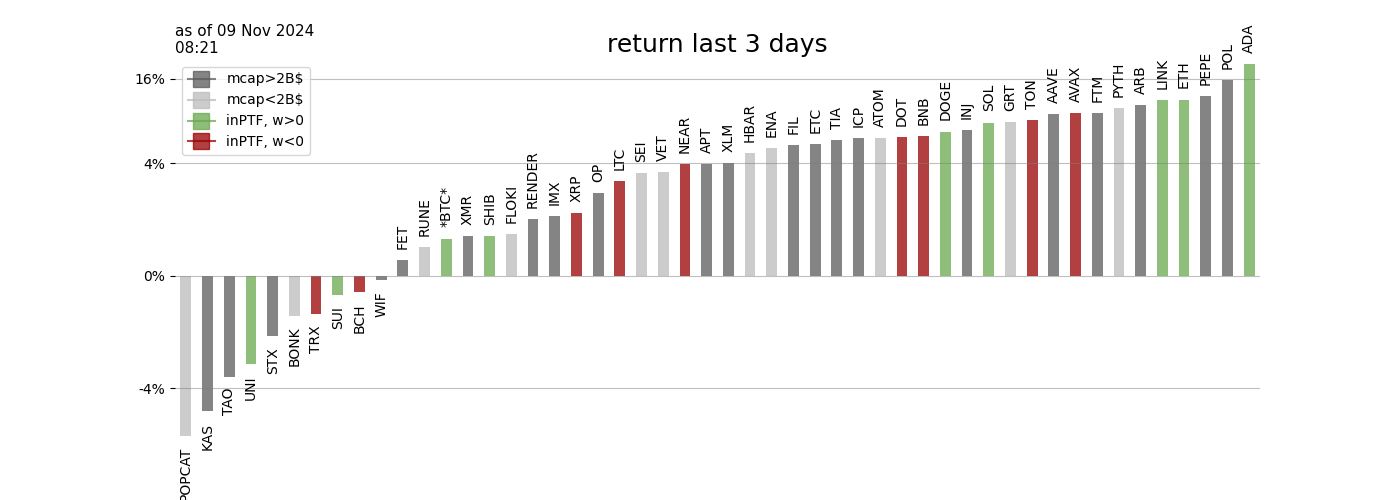 as of 09 Nov 2024
08:21
return last 3 days
mcap>2B$
mcap<2B$
inPTF, w>0
inPTF, w<0
16%
4%
0%
-4%
POPCAT
KAS
TAO
UNI
STX
BONK
TRX
SUI
BCH
WIF
FET
RUNE
*BTC*
XMR
SHIB
FLOKI
RENDER
IMX
XRP
OP
LTC
SEI
VET
NEAR
APT
XLM
HBAR
ENA
FIL
ETC
TIA
ICP
ATOM
DOT
BNB
DOGE
INJ
SOL
GRT
TON
AAVE
AVAX
FTM
PYTH
ARB
LINK
ETH
PEPE
POL
ADA